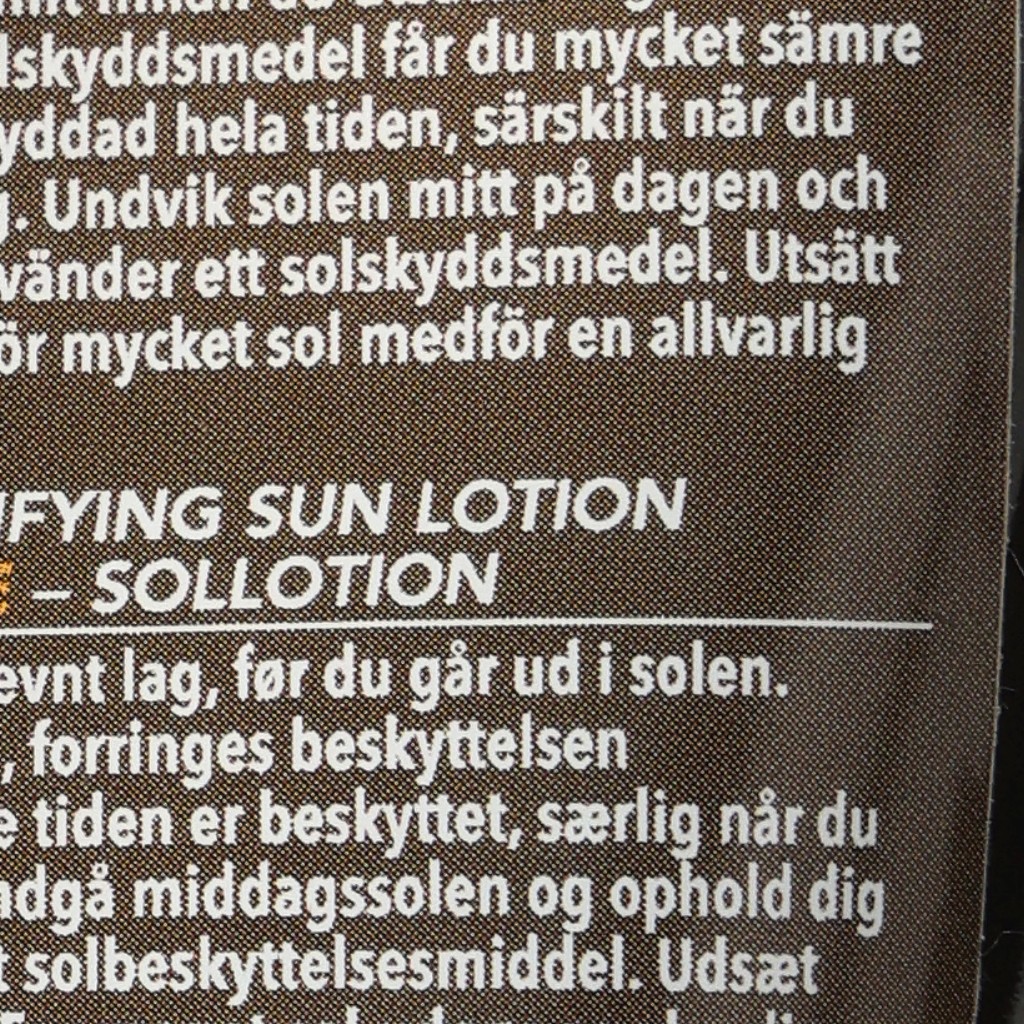 lskyddsmedel får du mycket sämre
yddad hela tiden, särskilt när du
. Undvik solen mitt på dagen och
vänder ett solskyddsmedel. Utsätt
ör mycket sol medför en allvarlig
IFYING SUN LOTION
– SOLLOTION
evnt lag, før du går ud i solen.
, forringes beskyttelsen
e tiden er beskyttet, særlig når du
ndgå middagssolen og ophold dig
t solbeskyttelsesmiddel. Udsæt